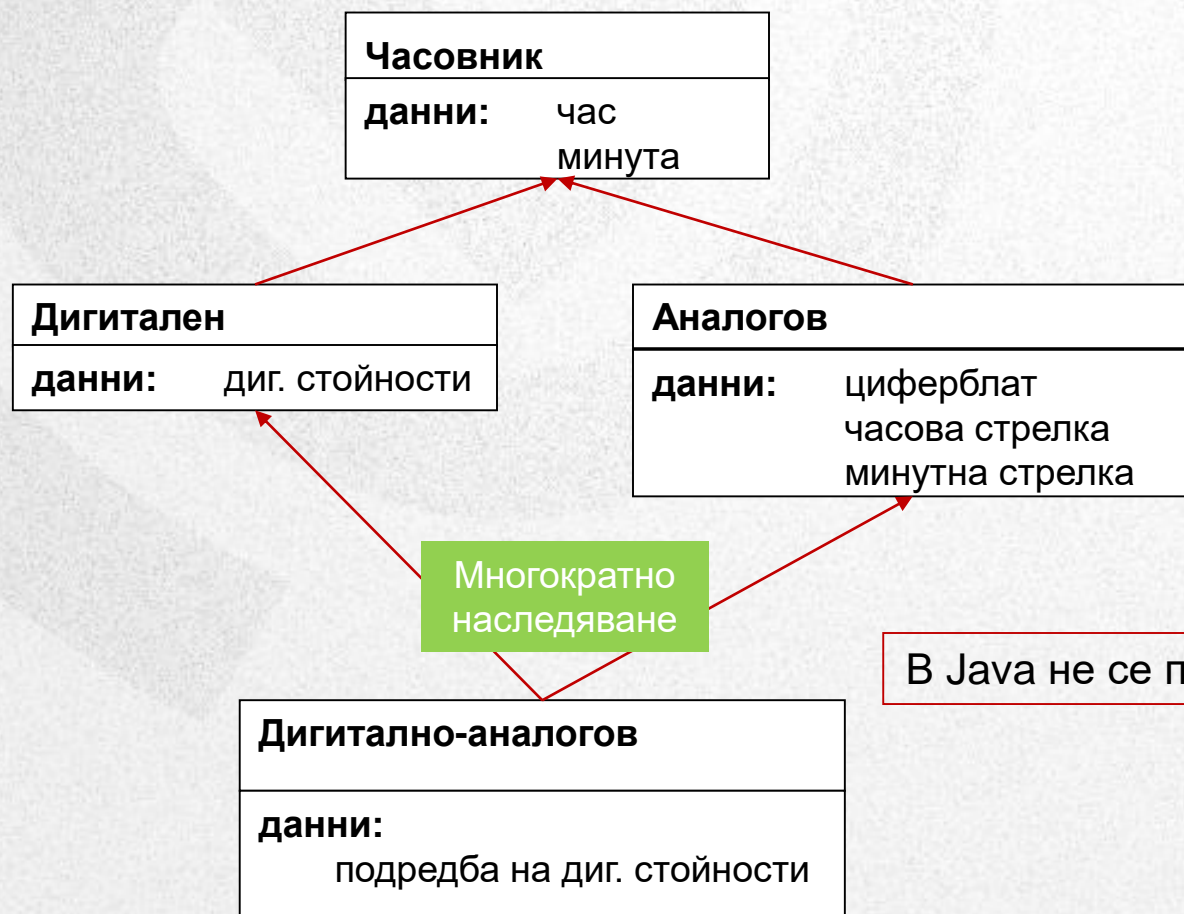 Часовник
данни: час
минута
Дигитален
данни: диг. стойности
Аналогов
данни: циферблат
часова стрелка
минутна стрелка
Многократно
наследяване
В Java не се
Дигитално-аналогов
данни:
подредба на диг. стойности